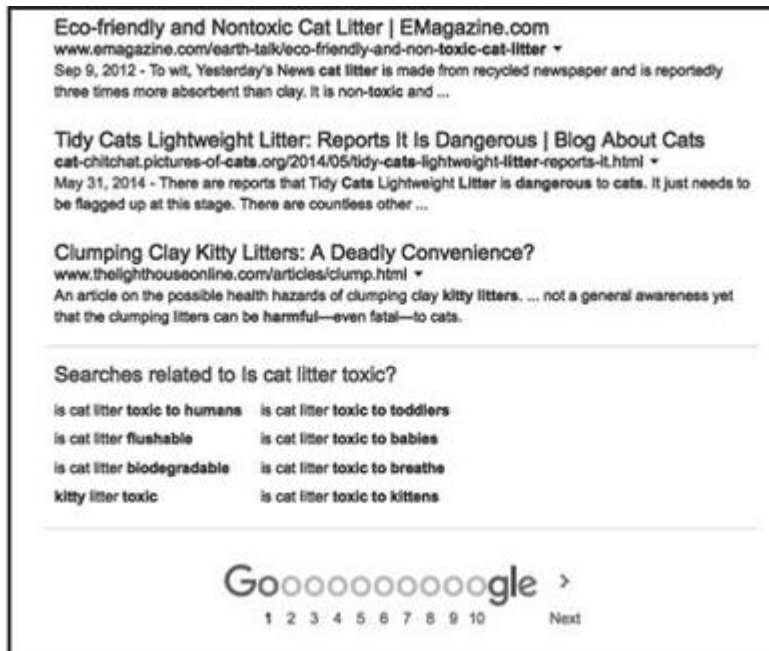 Eco-friendly and Nontoxic Cat Litter | EMagazine.com
www.emagazine.com/earth-talk/eco-friendly-and-non-toxic-cat-litter ▾
Sep 9, 2012 - To wit, Yesterday's News cat litter is made from recycled newspaper and is reportedly
three times more absorbent than clay. It is non-toxic and ...
Tidy Cats Lightweight Litter: Reports It Is Dangerous | Blog About Cats
cat-chitchat.pictures-of-cats.org/2014/05/tidy-cats-lightweight-litter-reports-it.html ▾
May 31, 2014 - There are reports that Tidy Cats Lightweight Litter is dangerous to cats. It just needs to
be flagged up at this stage. There are countless other ...
Clumping Clay Kitty Litters: A Deadly Convenience?
www.thelighthouseonline.com/articles/clump.html ▾
An article on the possible health hazards of clumping clay kitty litters. ... not a general awareness yet
that the clumping litters can be harmful—even fatal—to cats.
Searches related to Is cat litter toxic?
is cat litter toxic to humans is cat litter toxic to toddlers
is cat litter flushable is cat litter toxic to babies
is cat litter biodegradable is cat litter toxic to breathe
kitty litter toxic is cat litter toxic to kittens
Goooooooooogle >
1 2 3 4 5 6 7 8 9 10 Next